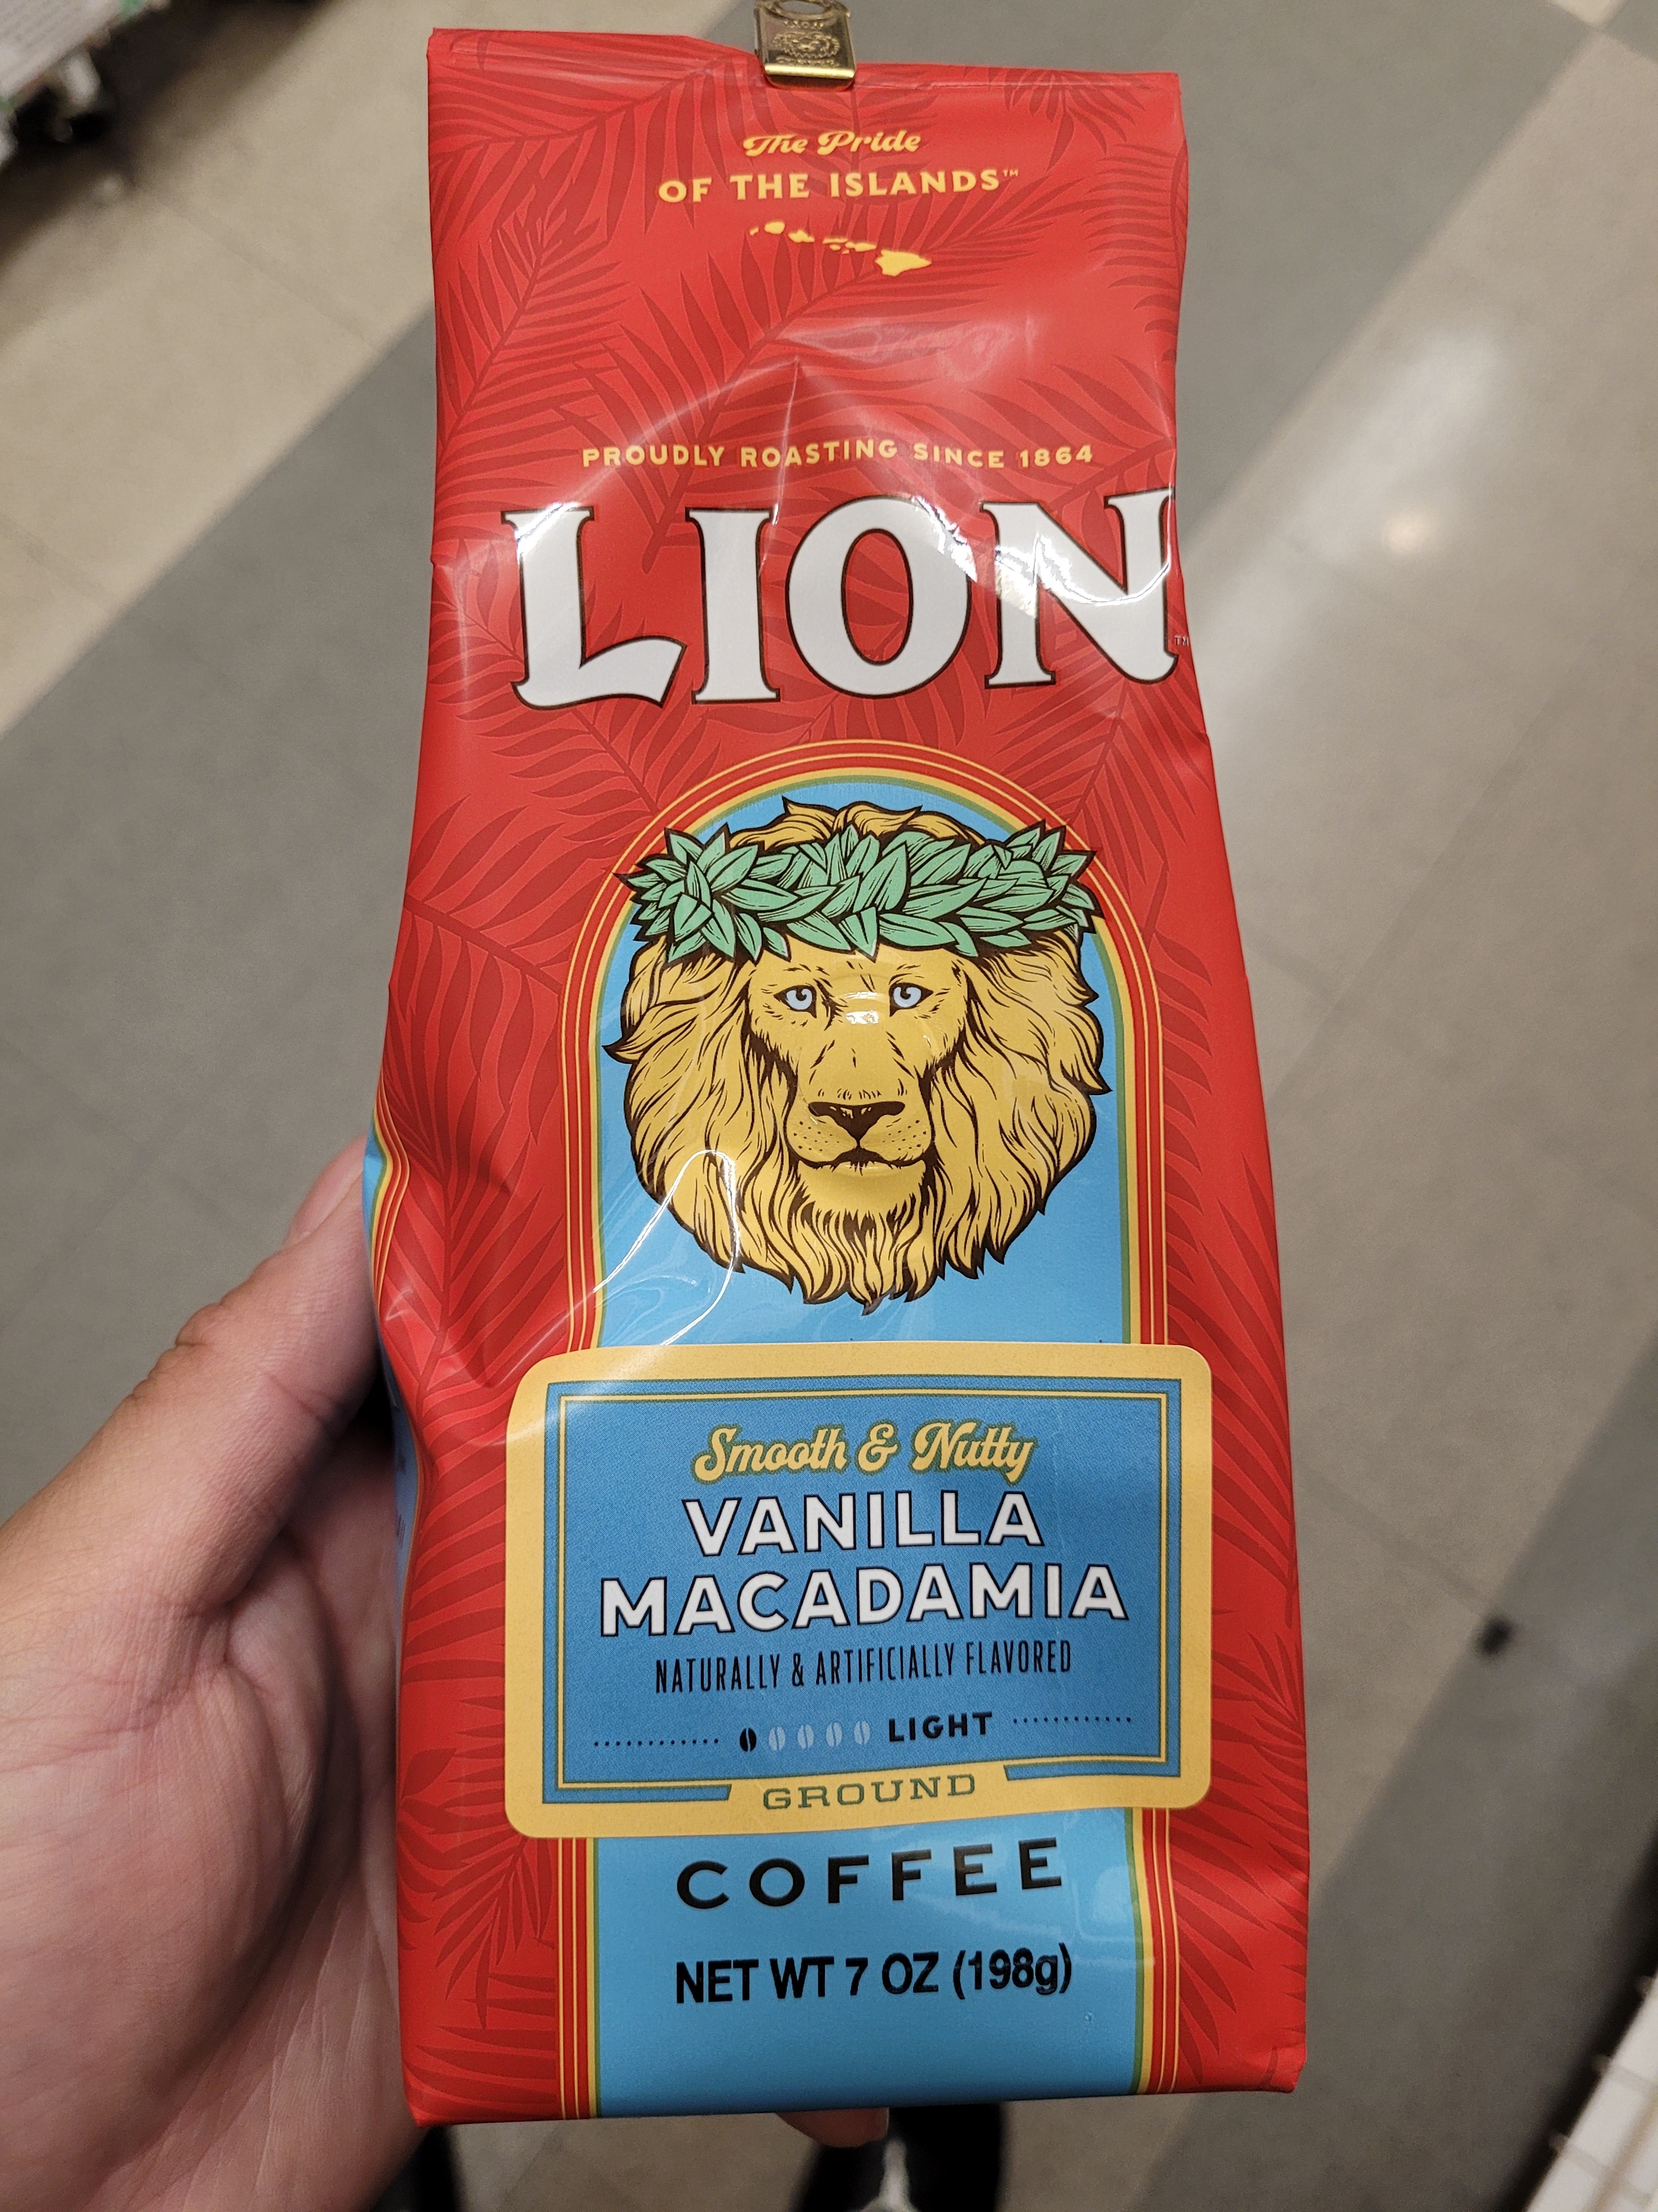 The Pride
OF THE ISLANDS™
PROUDLY ROASTING SINCE 1864
LION™
Smooth & Nutty
VANILLA
MACADAMIA
NATURALLY & ARTIFICIALLY FLAVORED
LIGHT
GROUND
COFFEE
NET WT 7 OZ (198g)